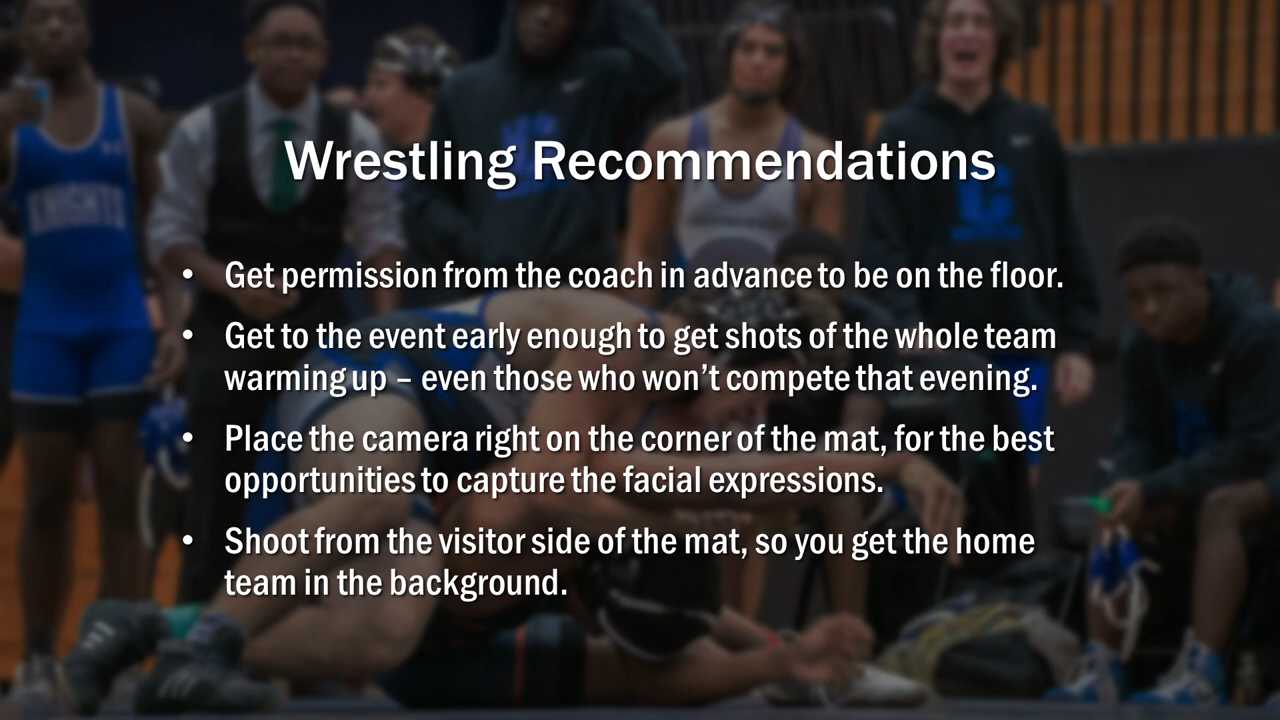 Wrestling Recommendations
• Get permission from the coach in advance to be on the floor.
• Get to the event early enough to get shots of the whole team
warming up – even those who won’t compete that evening.
• Place the camera right on the corner of the mat, for the best
opportunities to capture the facial expressions.
• Shoot from the visitor side of the mat, so you get the home
team in the background.
KNIGHTS